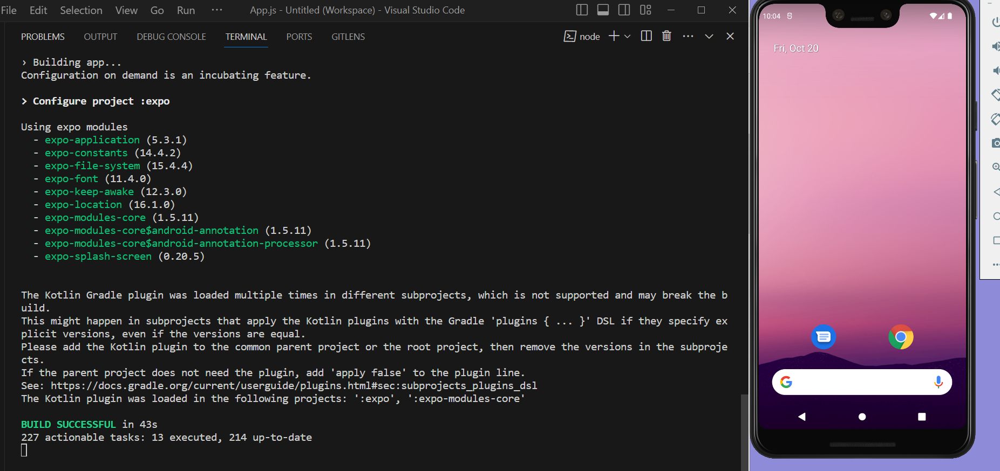 File Edit Selection View Go Run ··· App.js - Untitled (Workspace) - Visual Studio Code
PROBLEMS OUTPUT DEBUG CONSOLE TERMINAL PORTS GITLENS node
› Building app...
Configuration on demand is an incubating feature.
> Configure project :expo
Using expo modules
- expo-application (5.3.1)
- expo-constants (14.4.2)
- expo-file-system (15.4.4)
- expo-font (11.4.0)
- expo-keep-awake (12.3.0)
- expo-location (16.1.0)
- expo-modules-core (1.5.11)
- expo-modules-core$android-annotation (1.5.11)
- expo-modules-core$android-annotation-processor (1.5.11)
- expo-splash-screen (0.20.5)
The Kotlin Gradle plugin was loaded multiple times in different subprojects, which is not supported and may break the b
uild.
This might happen in subprojects that apply the Kotlin plugins with the Gradle 'plugins { ... }' DSL if they specify ex
plicit versions, even if the versions are equal.
Please add the Kotlin plugin to the common parent project or the root project, then remove the versions in the subproje
cts.
If the parent project does not need the plugin, add 'apply false' to the plugin line.
See: https://docs.gradle.org/current/userguide/plugins.html#sec:subprojects_plugins_dsl
The Kotlin plugin was loaded in the following projects: ':expo', ':expo-modules-core'
BUILD SUCCESSFUL in 43s
227 actionable tasks: 13 executed, 214 up-to-date
10:04
Fri, Oct 20